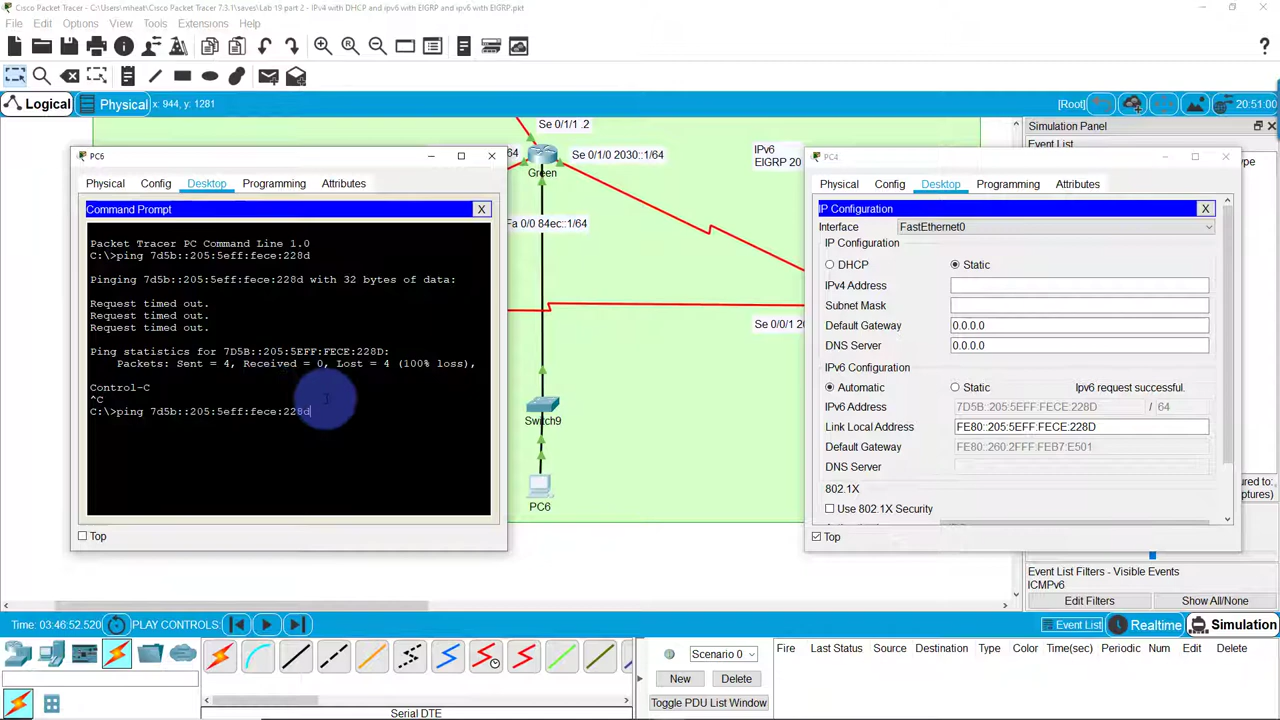 Cisco Packet Tracer - C:\Users\mheat\Cisco Packet Tracer 7.3.1\saves\Lab 19 part 2 - IPv4 with DHCP and ipv6 with EIGRP and ipv6 with EIGRP.pkt
File Edit Options View Tools Extensions Help
Logical Physical x: 944, y: 1281 [Root] 20:51:00
Se 0/1/1 .2
Simulation Panel
Event List
64
Se 0/1/0 2030::1/64
IPv6
EIGRP 20
Green
Fa 0/0 84ec::1/64
Se 0/0/1 20
Switch9
PC6
PC6
Physical Config Desktop Programming Attributes
Command Prompt X
Packet Tracer PC Command Line 1.0
C:\>ping 7d5b::205:5eff:fece:228d
Pinging 7d5b::205:5eff:fece:228d with 32 bytes of data:
Request timed out.
Request timed out.
Request timed out.
Ping statistics for 7D5B::205:5EFF:FECE:228D:
Packets: Sent = 4, Received = 0, Lost = 4 (100% loss),
Control-C
^C
C:\>ping 7d5b::205:5eff:fece:228d
Top
PC4
Physical Config Desktop Programming Attributes
IP Configuration X
Interface FastEthernet0
IP Configuration
DHCP Static
IPv4 Address
Subnet Mask
Default Gateway 0.0.0.0
DNS Server 0.0.0.0
IPv6 Configuration
Automatic Static Ipv6 request successful.
IPv6 Address 7D5B::205:5EFF:FECE:228D / 64
Link Local Address FE80::205:5EFF:FECE:228D
Default Gateway FE80::260:2FFF:FEB7:E501
DNS Server
802.1X
Use 802.1X Security
Top
ype
ured to:
ptures)
Event List Filters - Visible Events
ICMPv6
Edit Filters Show All/None
Time: 03:46:52.520 PLAY CONTROLS: Event List Realtime Simulation
Scenario 0
New Delete
Toggle PDU List Window
Fire Last Status Source Destination Type Color Time(sec) Periodic Num Edit Delete
Serial DTE